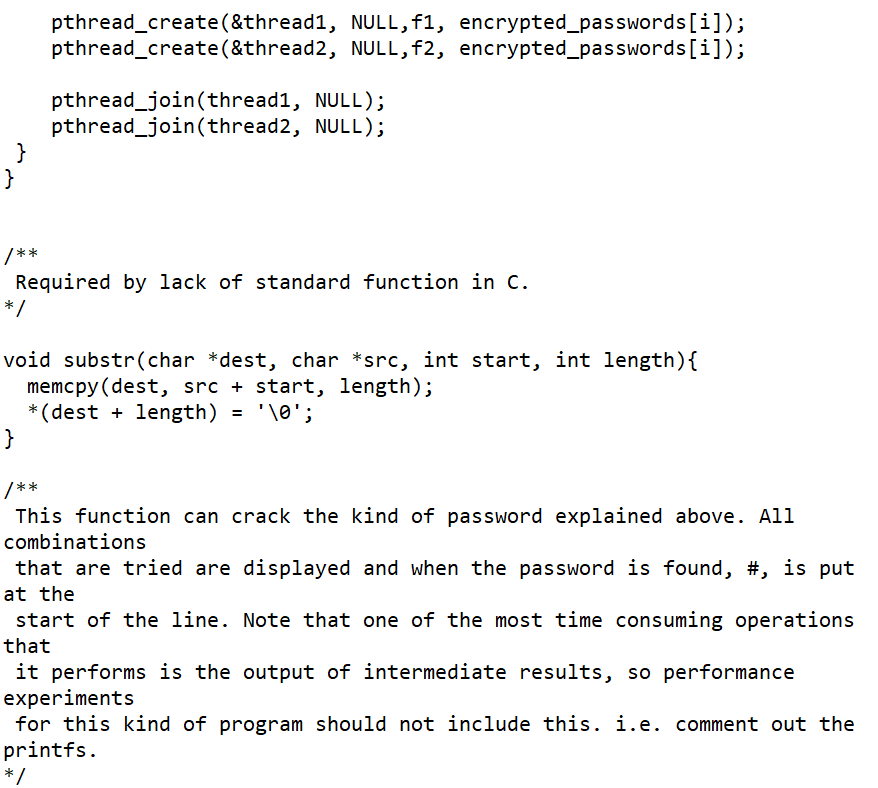 pthread_create(&thread1, NULL,f1, encrypted_passwords[i]);
    pthread_create(&thread2, NULL,f2, encrypted_passwords[i]);

    pthread_join(thread1, NULL);
    pthread_join(thread2, NULL);
 }
}


/**
 Required by lack of standard function in C.
*/

void substr(char *dest, char *src, int start, int length){
  memcpy(dest, src + start, length);
  *(dest + length) = '\0';
}

/**
 This function can crack the kind of password explained above. All
combinations
 that are tried are displayed and when the password is found, #, is put
at the
 start of the line. Note that one of the most time consuming operations
that
 it performs is the output of intermediate results, so performance
experiments
 for this kind of program should not include this. i.e. comment out the
printfs.
*/